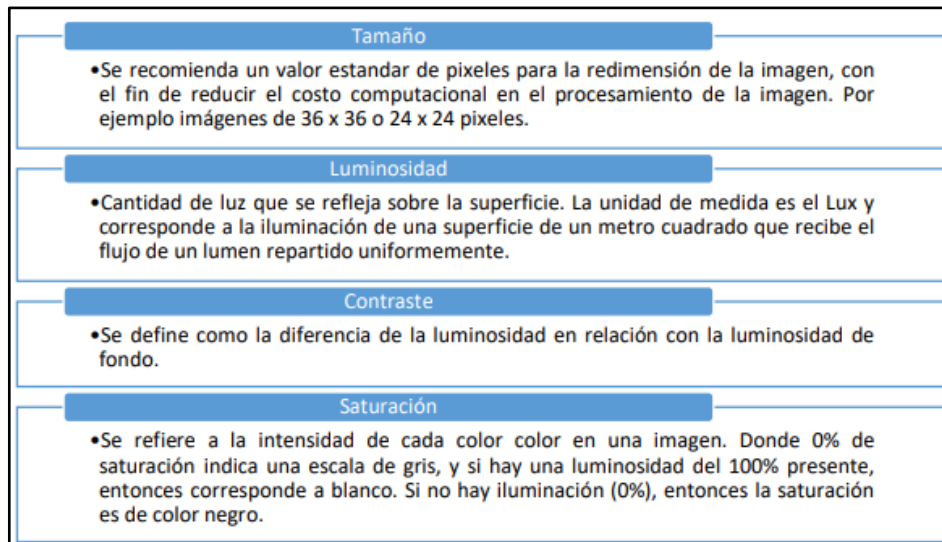 Tamaño
•Se recomienda un valor estandar de pixeles para la redimensión de la imagen, con
el fin de reducir el costo computacional en el procesamiento de la imagen. Por
ejemplo imágenes de 36 x 36 o 24 x 24 pixeles.
Luminosidad
•Cantidad de luz que se refleja sobre la superficie. La unidad de medida es el Lux y
corresponde a la iluminación de una superficie de un metro cuadrado que recibe el
flujo de un lumen repartido uniformemente.
Contraste
•Se define como la diferencia de la luminosidad en relación con la luminosidad de
fondo.
Saturación
•Se refiere a la intensidad de cada color color en una imagen. Donde 0% de
saturación indica una escala de gris, y si hay una luminosidad del 100% presente,
entonces corresponde a blanco. Si no hay iluminación (0%), entonces la saturación
es de color negro.